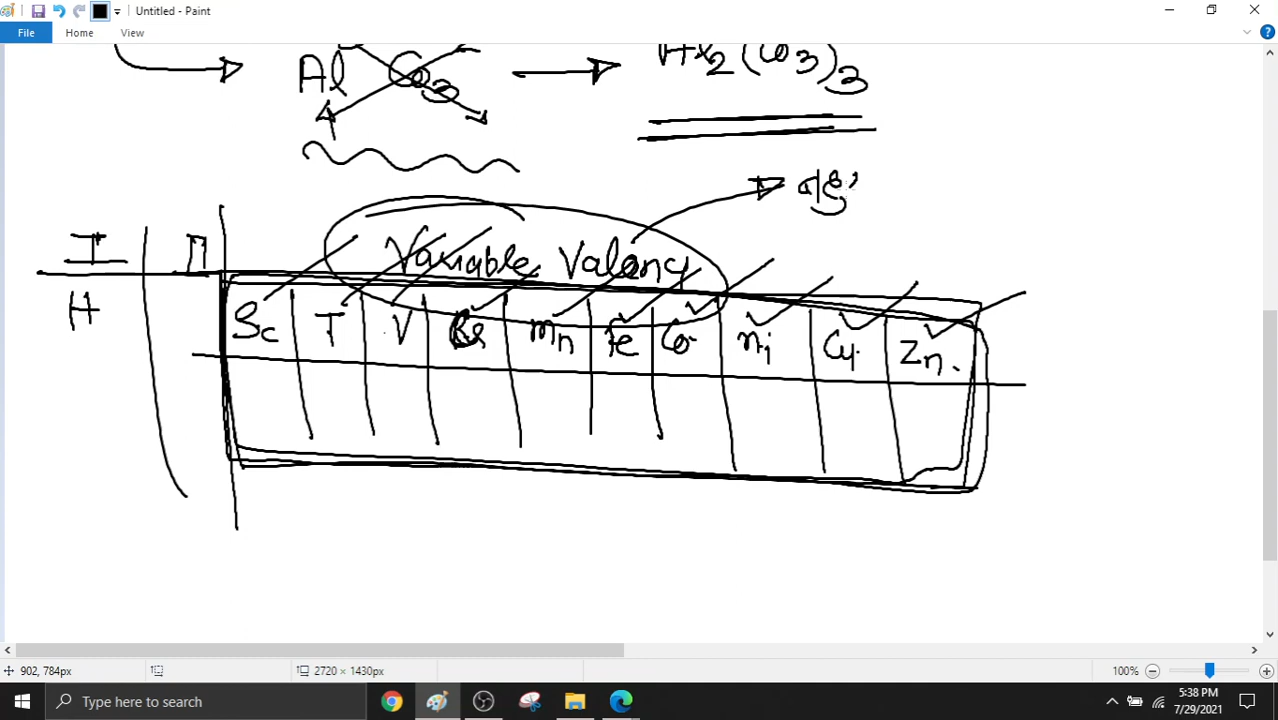 Untitled - Paint
File Home View
Al Co3 Al2(Co3)3
Variable Valency
I II
H
Sc T V Cr mn Fe Co ni Cu Zn.
902, 784px 2720 × 1430px 100%
Type here to search
5:38 PM
7/29/2021